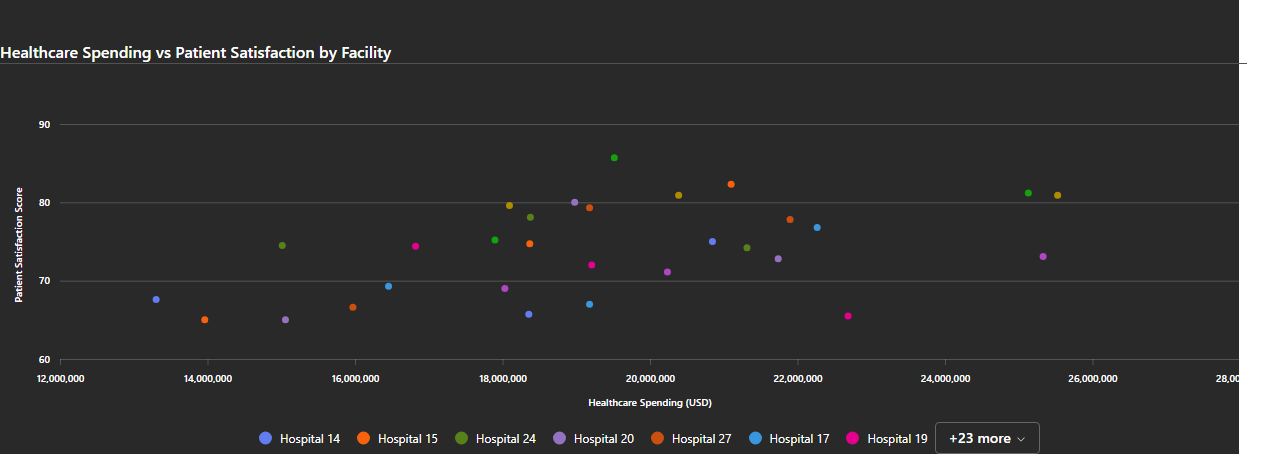 Healthcare Spending vs Patient Satisfaction by Facility
90
80
70
60
Patient Satisfaction Score
12,000,000 14,000,000 16,000,000 18,000,000 20,000,000 22,000,000 24,000,000 26,000,000 28,00
Healthcare Spending (USD)
Hospital 14 Hospital 15 Hospital 24 Hospital 20 Hospital 27 Hospital 17 Hospital 19 +23 more